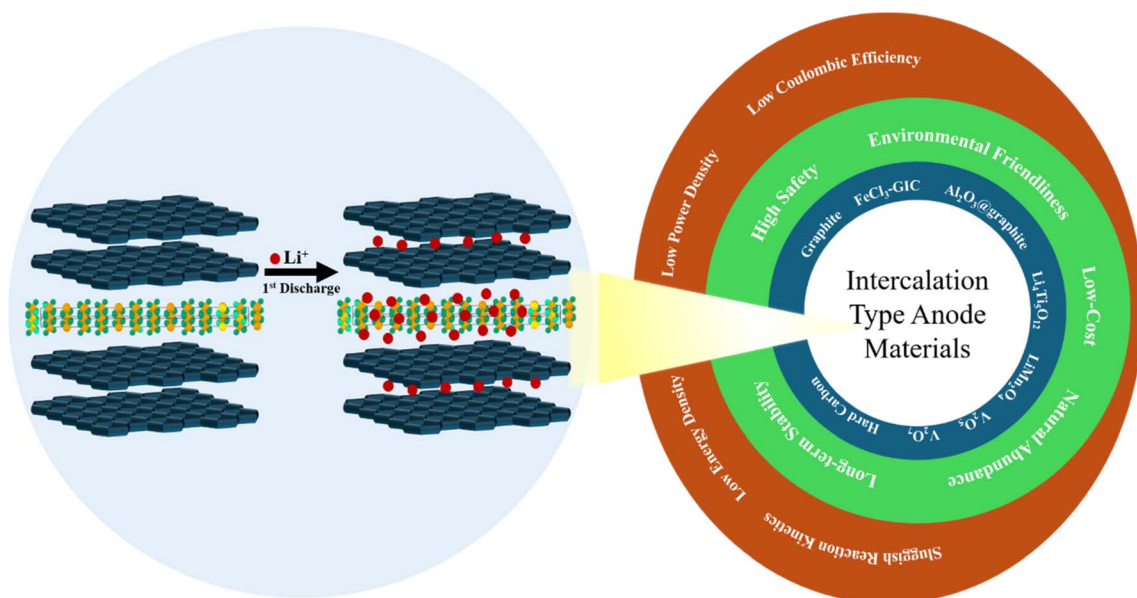 Li⁺
1st Discharge
Low Coulombic Efficiency
Low Power Density
Low Energy Density
Sluggish Reaction Kinetics
High Safety
Environmental Friendliness
Low-Cost
Natural Abundance
Long-term Stability
Graphite
FeCl₃-GIC
Al₂O₃@graphite
Li₄Ti₅O₁₂
LiMn₂O₄
V₂O₅
V₂O₇
Hard Carbon
Intercalation
Type Anode
Materials